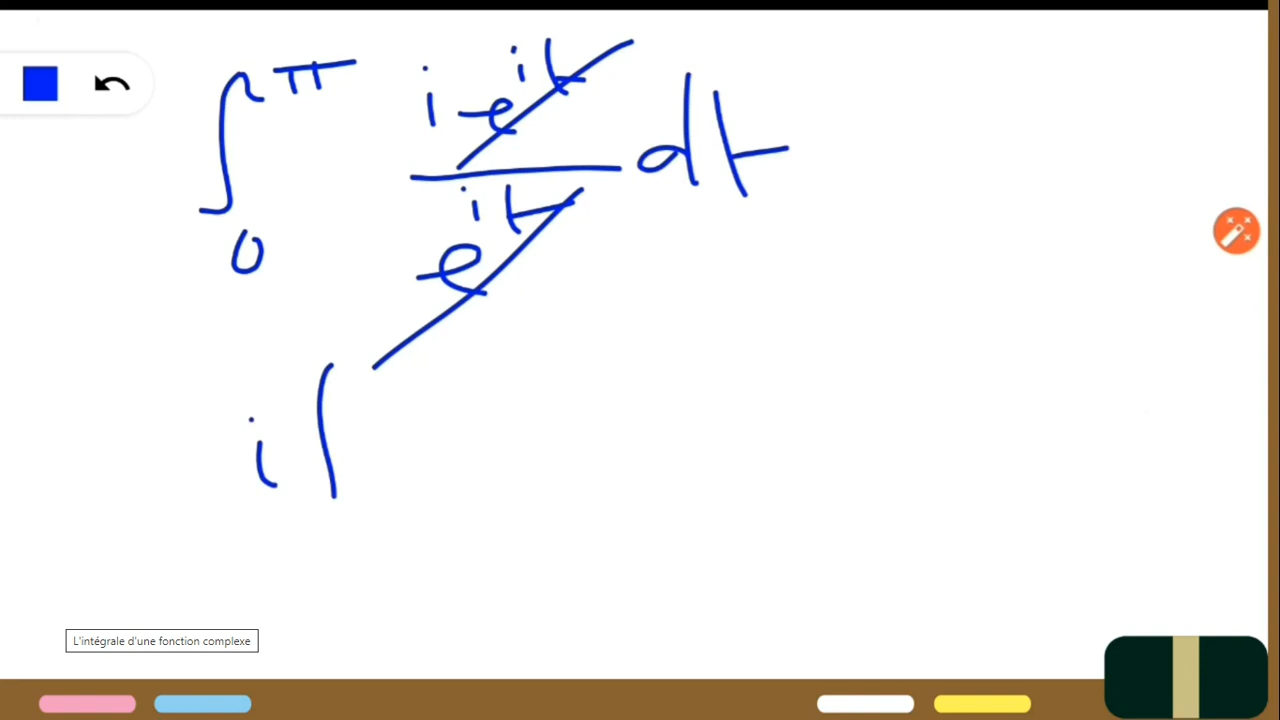 ∫₀^π i e^{it} / e^{it} dt
i ∫
L'intégrale d'une fonction complexe